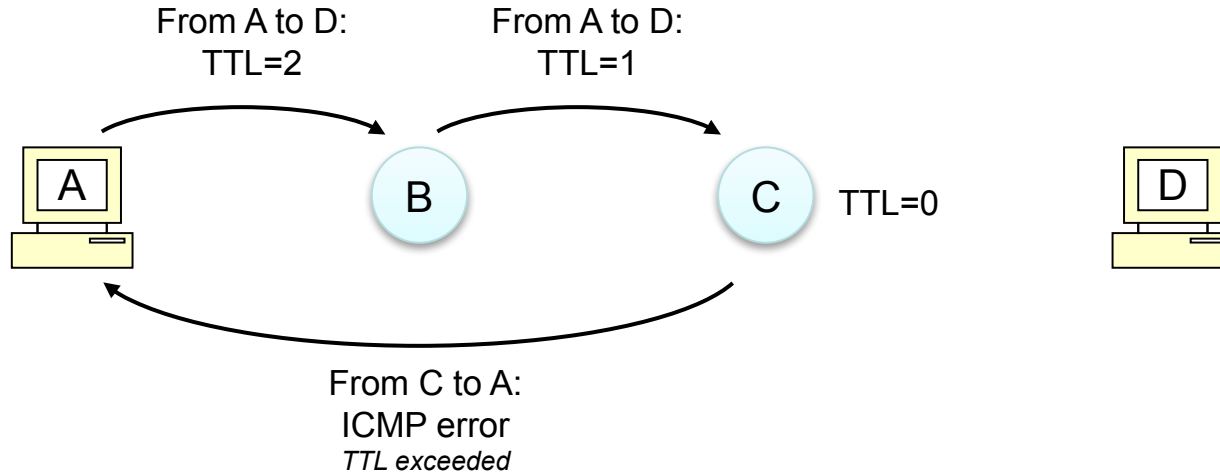 From A to D:
TTL=2
From A to D:
TTL=1
A
B
C
TTL=0
D
From C to A:
ICMP error
TTL exceeded